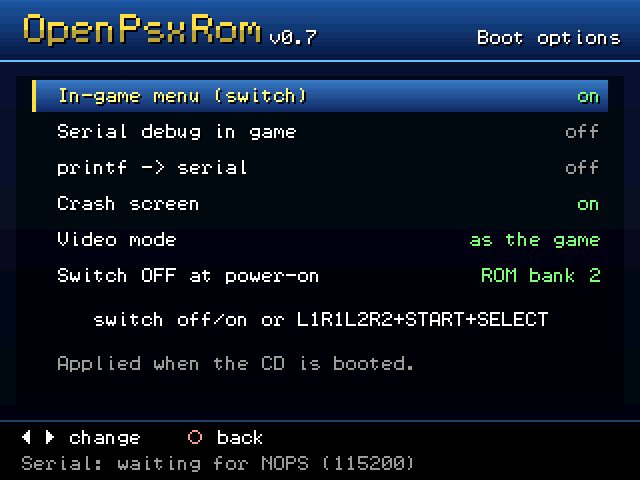 OpenPsxRom v0.7 Boot options
In-game menu (switch) on
Serial debug in game off
printf -> serial off
Crash screen on
Video mode as the game
Switch OFF at power-on ROM bank 2
switch off/on or L1R1L2R2+START+SELECT
Applied when the CD is booted.
change back
Serial: waiting for NOPS (115200)